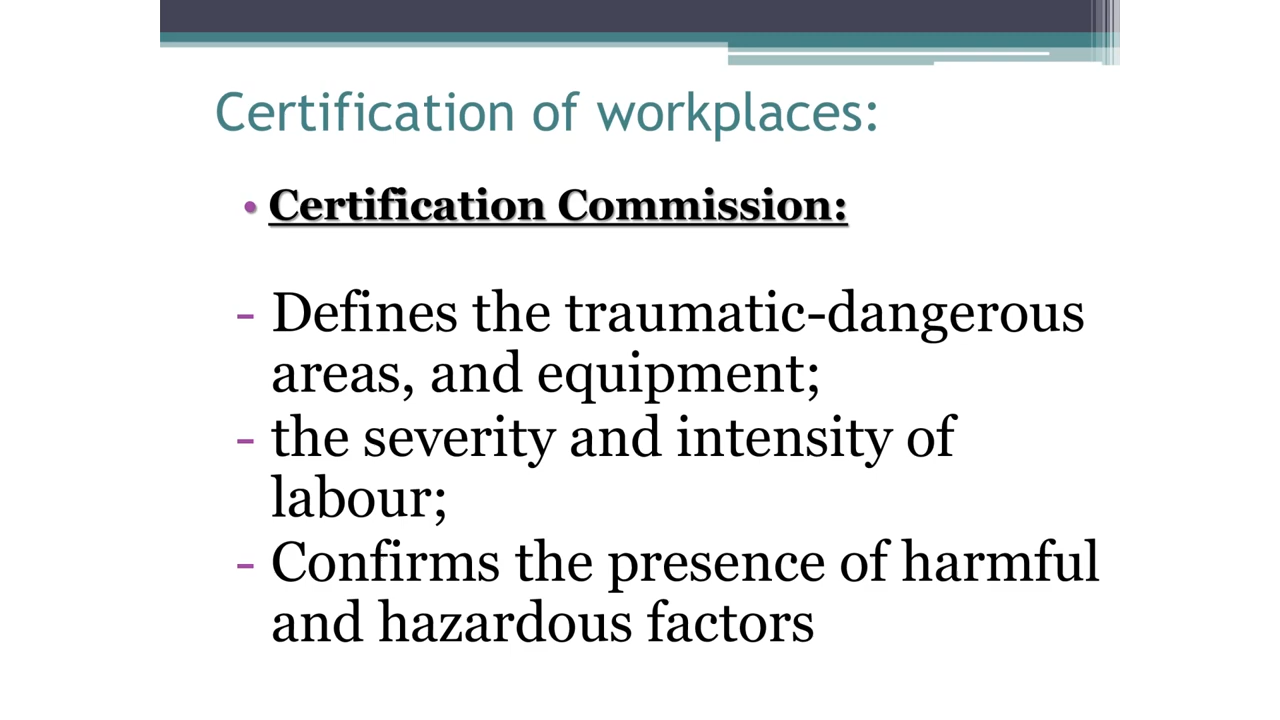 Certification of workplaces:
• Certification Commission:
- Defines the traumatic-dangerous
areas, and equipment;
- the severity and intensity of
labour;
- Confirms the presence of harmful
and hazardous factors